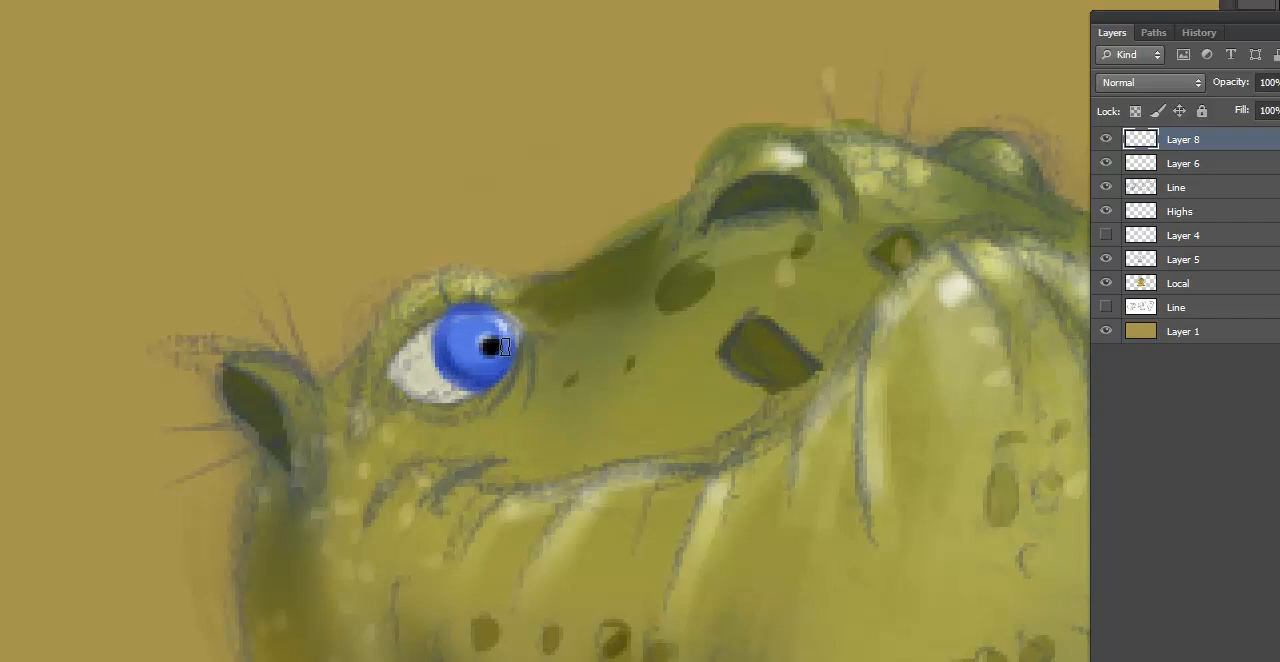 Layers Paths History
Kind T
Normal Opacity: 100%
Lock: Fill: 100%
Layer 8
Layer 6
Line
Highs
Layer 4
Layer 5
Local
Line
Layer 1